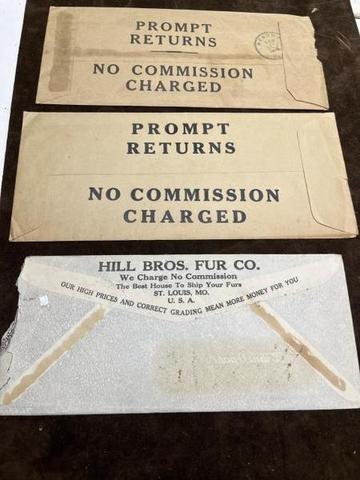 PROMPT
RETURNS
NO COMMISSION
CHARGED
PROMPT
RETURNS
NO COMMISSION
CHARGED
HILL BROS. FUR CO.
We Charge No Commission
The Best House To Ship Your Furs
ST. LOUIS, MO.
U. S. A.
OUR HIGH PRICES AND CORRECT GRADING MEAN MORE MONEY FOR YOU